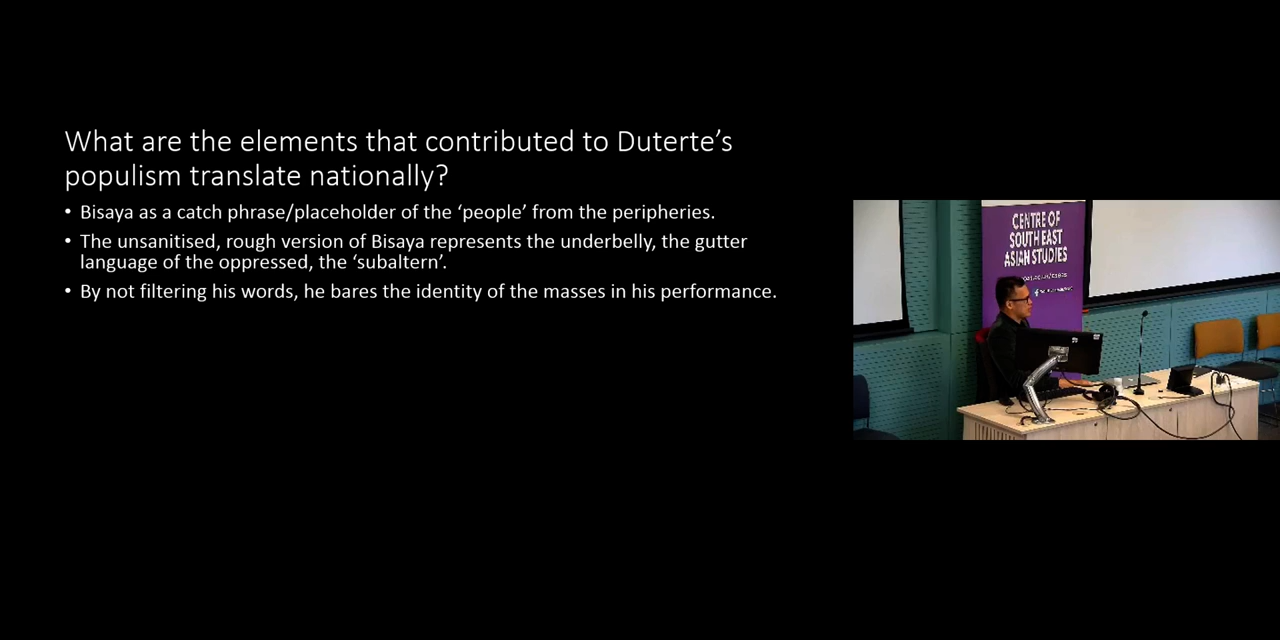 What are the elements that contributed to Duterte’s
populism translate nationally?
• Bisaya as a catch phrase/placeholder of the ‘people’ from the peripheries.
• The unsanitised, rough version of Bisaya represents the underbelly, the gutter
language of the oppressed, the ‘subaltern’.
• By not filtering his words, he bares the identity of the masses in his performance.
CENTRE OF
SOUTH EAST
ASIAN STUDIES